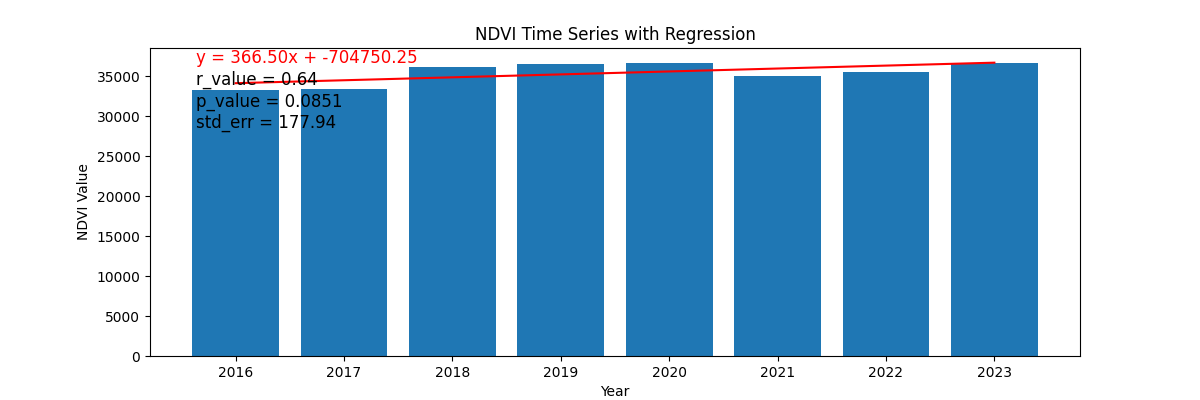 NDVI Time Series with Regression
y = 366.50x + -704750.25
r_value = 0.64
p_value = 0.0851
std_err = 177.94
NDVI Value
35000
30000
25000
20000
15000
10000
5000
0
2016 2017 2018 2019 2020 2021 2022 2023
Year